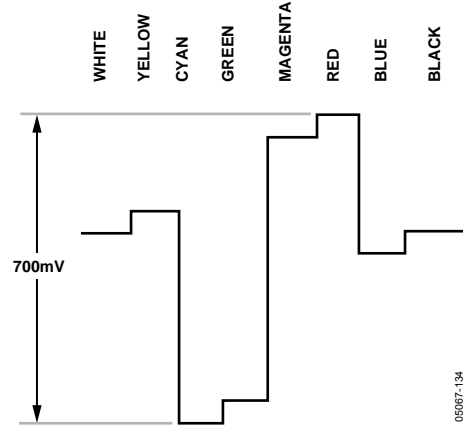 WHITE
YELLOW
CYAN
GREEN
MAGENTA
RED
BLUE
BLACK
700mV
05067-134